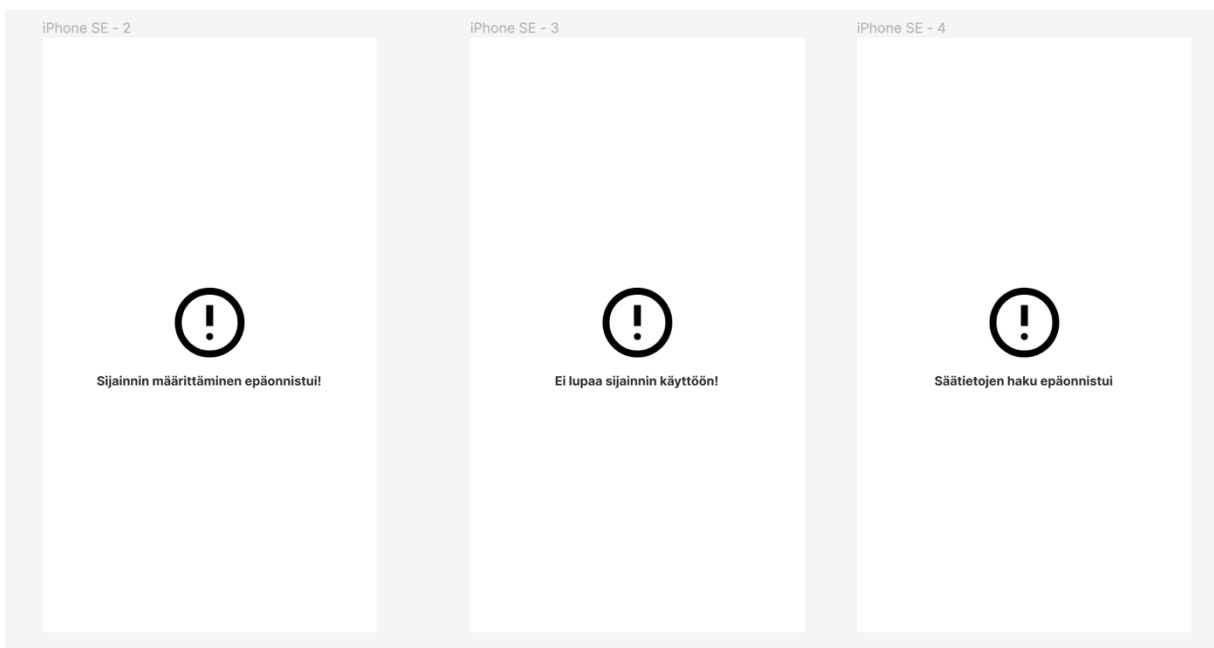 iPhone SE - 2
iPhone SE - 3
iPhone SE - 4
Sijainnin määrittäminen epäonnistui!
Ei lupaa sijainnin käyttöön!
Säätietojen haku epäonnistui